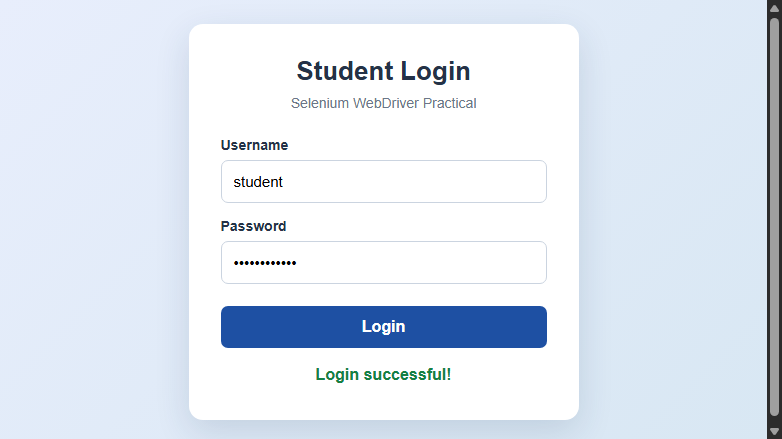 Student Login
Selenium WebDriver Practical
Username
student
Password
••••••••••••
Login
Login successful!